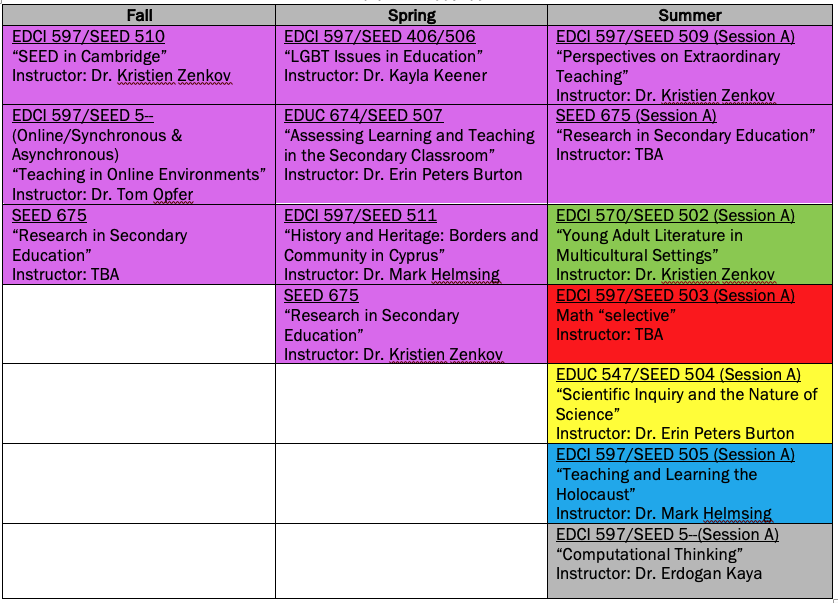 Fall
Spring
Summer
EDCI 597/SEED 510
“SEED in Cambridge”
Instructor: Dr. Kristien Zenkov
EDCI 597/SEED 406/506
“LGBT Issues in Education”
Instructor: Dr. Kayla Keener
EDCI 597/SEED 509 (Session A)
“Perspectives on Extraordinary
Teaching”
Instructor: Dr. Kristien Zenkov
EDCI 597/SEED 5--
(Online/Synchronous &
Asynchronous)
“Teaching in Online Environments”
Instructor: Dr. Tom Opfer
EDUC 674/SEED 507
“Assessing Learning and Teaching
in the Secondary Classroom”
Instructor: Dr. Erin Peters Burton
SEED 675 (Session A)
“Research in Secondary Education”
Instructor: TBA
SEED 675
“Research in Secondary
Education”
Instructor: TBA
EDCI 597/SEED 511
“History and Heritage: Borders and
Community in Cyprus”
Instructor: Dr. Mark Helmsing
EDCI 570/SEED 502 (Session A)
“Young Adult Literature in
Multicultural Settings”
Instructor: Dr. Kristien Zenkov
SEED 675
“Research in Secondary
Education”
Instructor: Dr. Kristien Zenkov
EDCI 597/SEED 503 (Session A)
Math “selective”
Instructor: TBA
EDUC 547/SEED 504 (Session A)
“Scientific Inquiry and the Nature of
Science”
Instructor: Dr. Erin Peters Burton
EDCI 597/SEED 505 (Session A)
“Teaching and Learning the
Holocaust”
Instructor: Dr. Mark Helmsing
EDCI 597/SEED 5--(Session A)
“Computational Thinking”
Instructor: Dr. Erdogan Kaya